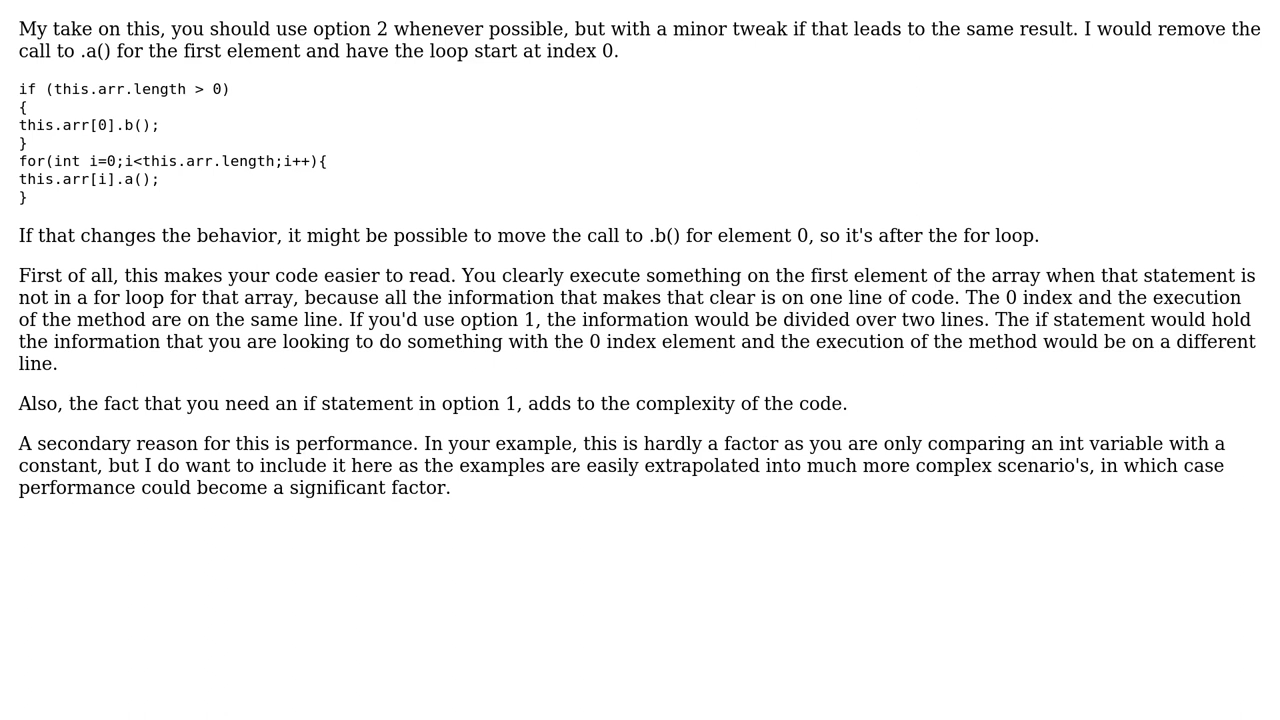 My take on this, you should use option 2 whenever possible, but with a minor tweak if that leads to the same result. I would remove the
call to .a() for the first element and have the loop start at index 0.
if (this.arr.length > 0)
{
this.arr[0].b();
}
for(int i=0;i<this.arr.length;i++){
this.arr[i].a();
}
If that changes the behavior, it might be possible to move the call to .b() for element 0, so it's after the for loop.
First of all, this makes your code easier to read. You clearly execute something on the first element of the array when that statement is
not in a for loop for that array, because all the information that makes that clear is on one line of code. The 0 index and the execution
of the method are on the same line. If you'd use option 1, the information would be divided over two lines. The if statement would hold
the information that you are looking to do something with the 0 index element and the execution of the method would be on a different
line.
Also, the fact that you need an if statement in option 1, adds to the complexity of the code.
A secondary reason for this is performance. In your example, this is hardly a factor as you are only comparing an int variable with a
constant, but I do want to include it here as the examples are easily extrapolated into much more complex scenario's, in which case
performance could become a significant factor.